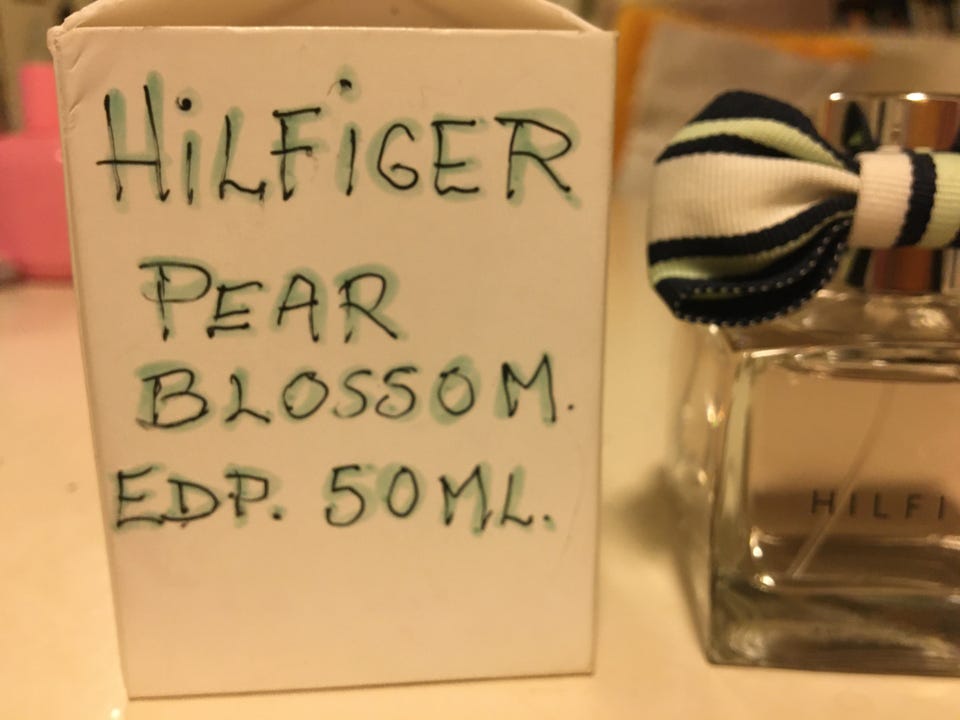 HiLFiGER
PEAR
BLOSSOM.
EDP. 50ML.
HILFI